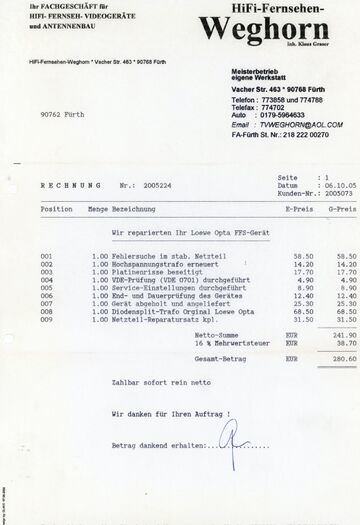 Ihr FACHGESCHÄFT für
HIFI- FERNSEH- VIDEOGERÄTE
und ANTENNENBAU
HiFi-Fernsehen-
Weghorn
Inh. Klaus Graser
HiFi-Fernsehen-Weghorn * Vacher Str. 463 * 90768 Fürth
Meisterbetrieb
eigene Werkstatt
Vacher Str. 463 * 90768 Fürth
Telefon : 773858 und 774788
Telefax : 774702
Auto : 0179-5964633
Email : TVWEGHORN@AOL.COM
FA-Fürth St. Nr.: 218 222 00270
90762 Fürth
Seite : 1
RECHNUNG Nr.: 2005224 Datum : 06.10.05
Kunden-Nr.: 2005073
Position Menge Bezeichnung E-Preis G-Preis
Wir reparierten Ihr Loewe Opta FFS-Gerät
001 1.00 Fehlersuche im stab. Netzteil 58.50 58.50
002 1.00 Hochspannungstrafo erneuert 14.20 14.20
003 1.00 Platinenrisse beseitigt 17.70 17.70
004 1.00 VDE-Prüfung (VDE 0701) durchgeführt 4.90 4.90
005 1.00 Service-Einstellungen durchgeführt 8.90 8.90
006 1.00 End- und Dauerprüfung des Gerätes 12.40 12.40
007 1.00 Gerät abgeholt und angeliefert 25.30 25.30
008 1.00 Diodensplit-Trafo Orginal Loewe Opta 68.50 68.50
009 1.00 Netzteil-Reparatursatz kpl. 31.50 31.50
Netto-Summe EUR 241.90
16 % Mehrwertsteuer EUR 38.70
Gesamt-Betrag EUR 280.60
Zahlbar sofort rein netto
Wir danken für Ihren Auftrag !
Betrag dankend erhalten: